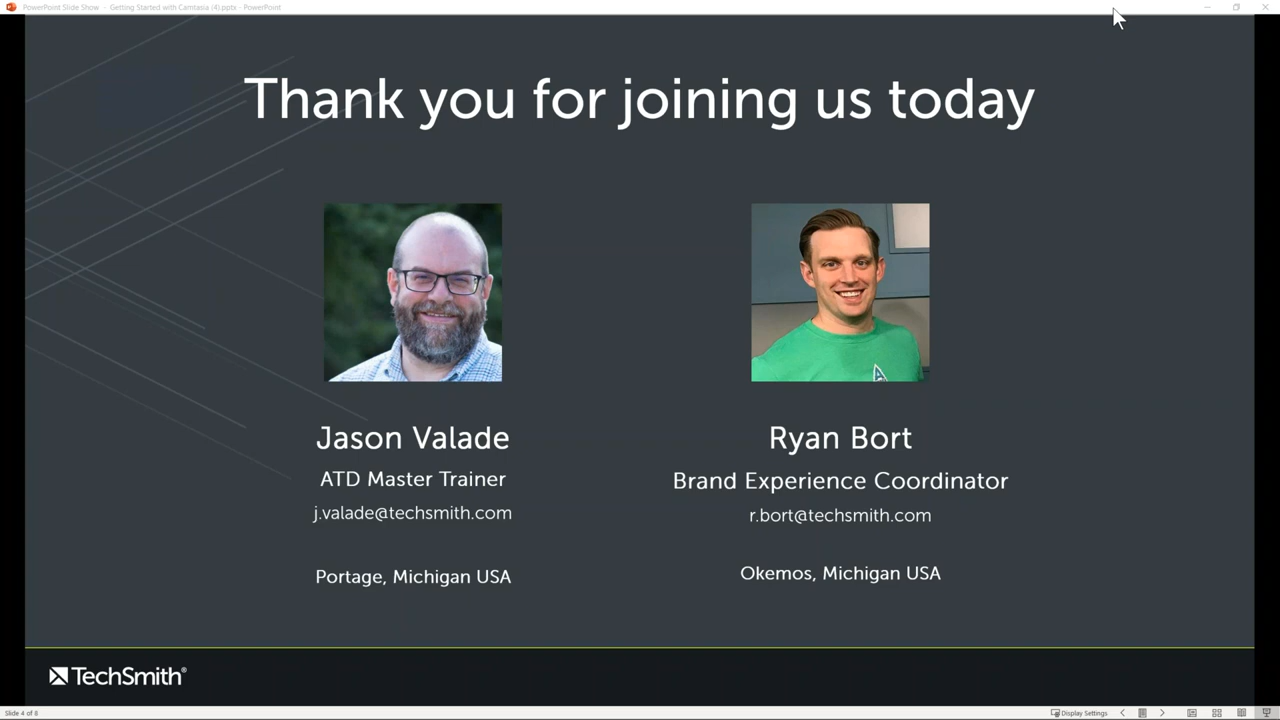 PowerPoint Slide Show - Getting Started with Camtasia (4).pptx - PowerPoint
Thank you for joining us today
Jason Valade
ATD Master Trainer
j.valade@techsmith.com
Portage, Michigan USA
Ryan Bort
Brand Experience Coordinator
r.bort@techsmith.com
Okemos, Michigan USA
TechSmith®
Slide 4 of 8
Display Settings